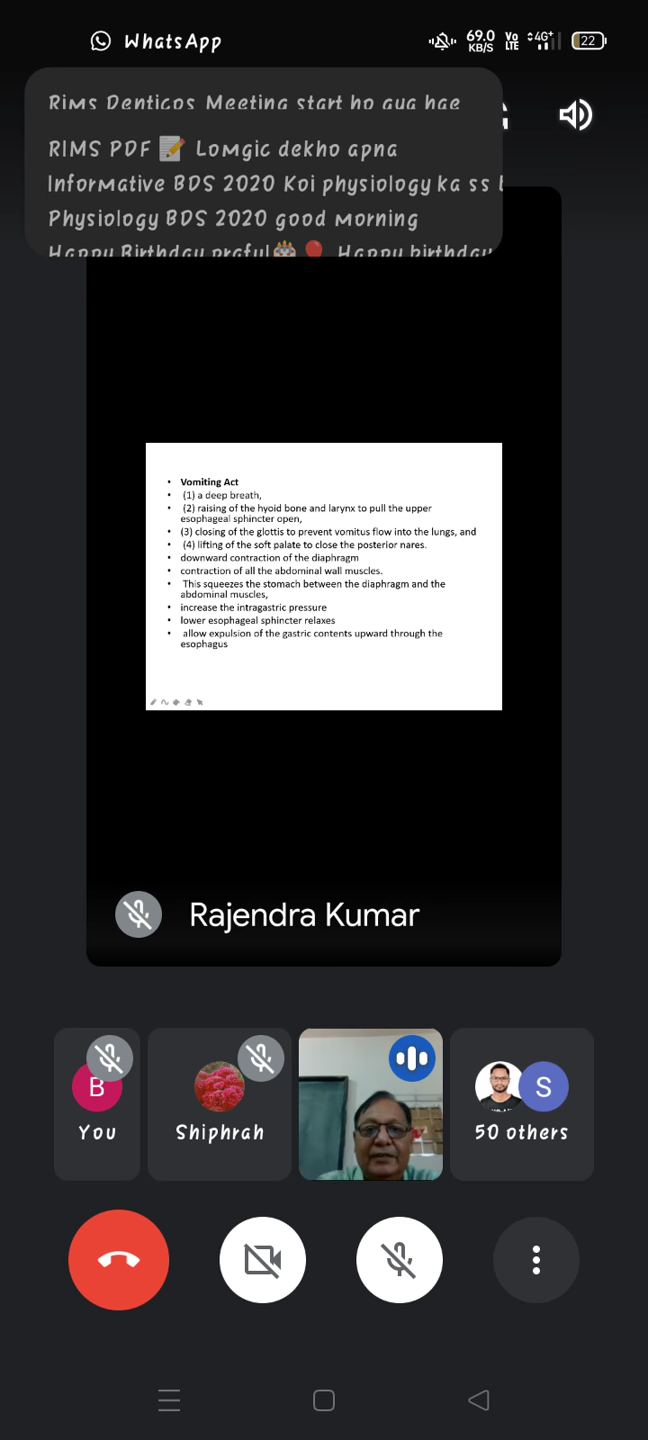 WhatsApp
69.0
KB/S
Vo
LTE
4G+
22
Rims Denticos Meeting start ho gya hae
RIMS PDF 📝 Lomgic dekho apna
Informative BDS 2020 Koi physiology ka ss
Physiology BDS 2020 good morning
Happy Birthday praful🎂🎈 Happy birthday
• Vomiting Act
• (1) a deep breath,
• (2) raising of the hyoid bone and larynx to pull the upper
esophageal sphincter open,
• (3) closing of the glottis to prevent vomitus flow into the lungs, and
• (4) lifting of the soft palate to close the posterior nares.
• downward contraction of the diaphragm
• contraction of all the abdominal wall muscles.
• This squeezes the stomach between the diaphragm and the
abdominal muscles,
• increase the intragastric pressure
• lower esophageal sphincter relaxes
• allow expulsion of the gastric contents upward through the
esophagus
Rajendra Kumar
B
You
Shiphrah
S
50 others